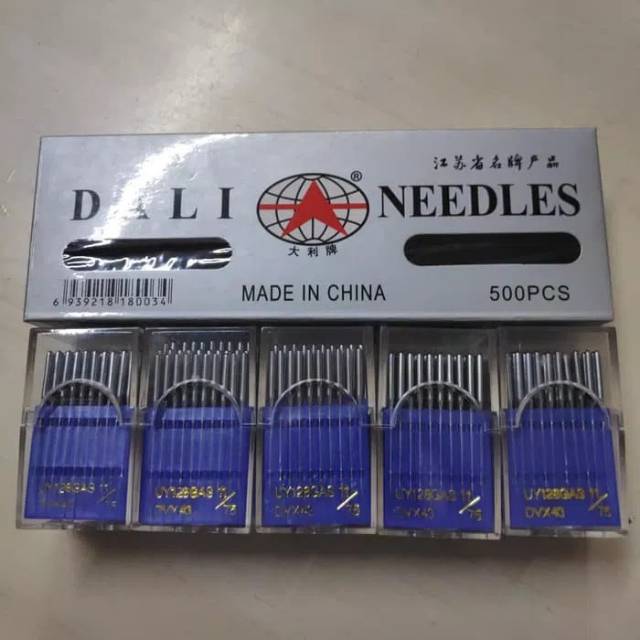 江苏省名牌产品
DALI ® NEEDLES
大利牌
6 939218 180034
MADE IN CHINA
500PCS
UY128GAS 11/75
DVX43
UY128GAS 11/75
DVX43
UY128GAS 11/75
DVX43
UY128GAS 11/75
DVX43
UY128GAS 11/75
DVX43